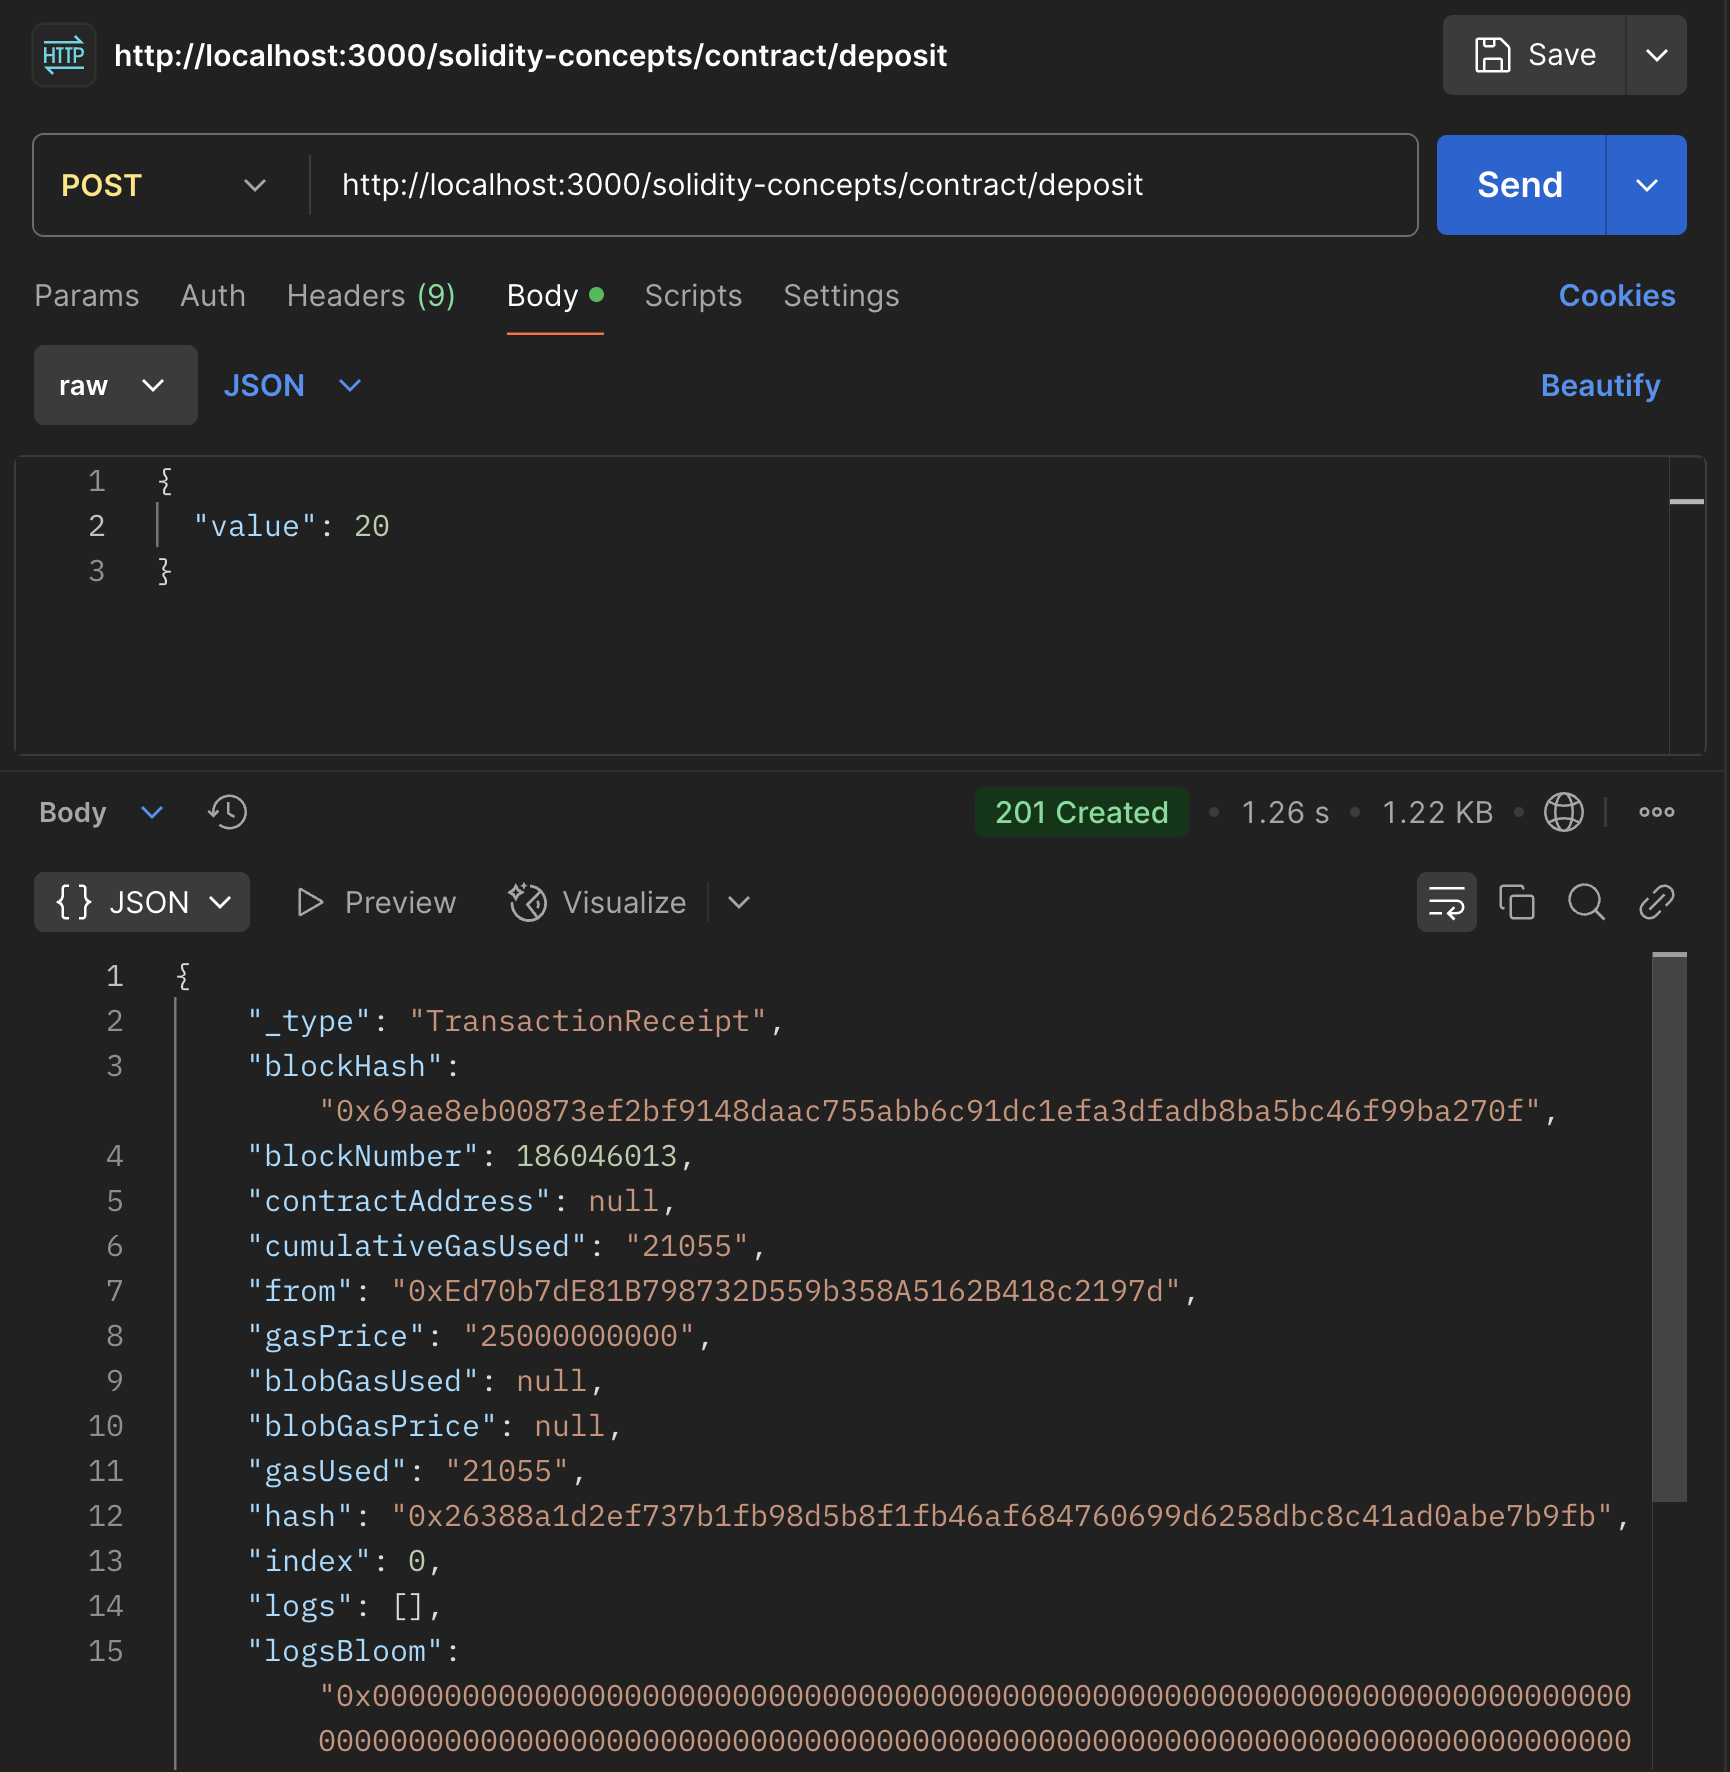 HTTP http://localhost:3000/solidity-concepts/contract/deposit Save
POST http://localhost:3000/solidity-concepts/contract/deposit Send
Params Auth Headers (9) Body Scripts Settings Cookies
raw JSON Beautify
1 {
2 "value": 20
3 }
Body 201 Created • 1.26 s • 1.22 KB •
{} JSON Preview Visualize
1 {
2 "_type": "TransactionReceipt",
3 "blockHash":
"0x69ae8eb00873ef2bf9148daac755abb6c91dc1efa3dfadb8ba5bc46f99ba270f",
4 "blockNumber": 186046013,
5 "contractAddress": null,
6 "cumulativeGasUsed": "21055",
7 "from": "0xEd70b7dE81B798732D559b358A5162B418c2197d",
8 "gasPrice": "25000000000",
9 "blobGasUsed": null,
10 "blobGasPrice": null,
11 "gasUsed": "21055",
12 "hash": "0x26388a1d2ef737b1fb98d5b8f1fb46af684760699d6258dbc8c41ad0abe7b9fb",
13 "index": 0,
14 "logs": [],
15 "logsBloom":
"0x0000000000000000000000000000000000000000000000000000000000000000000000
0000000000000000000000000000000000000000000000000000000000000000000000000